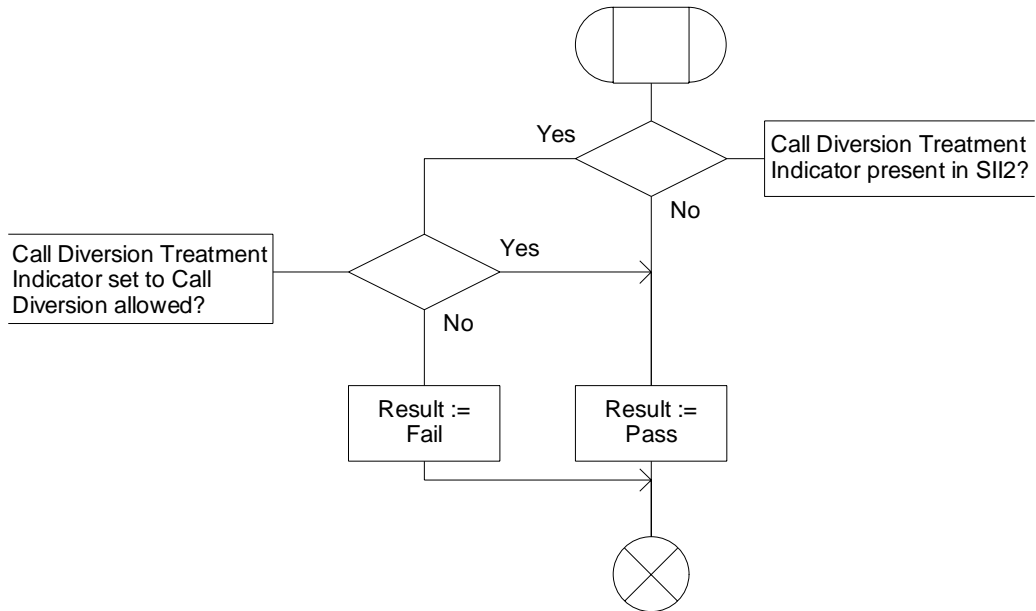 Yes
Call Diversion Treatment
Indicator present in SII2?
No
Call Diversion Treatment
Indicator set to Call
Diversion allowed?
Yes
No
Result :=
Fail
Result :=
Pass